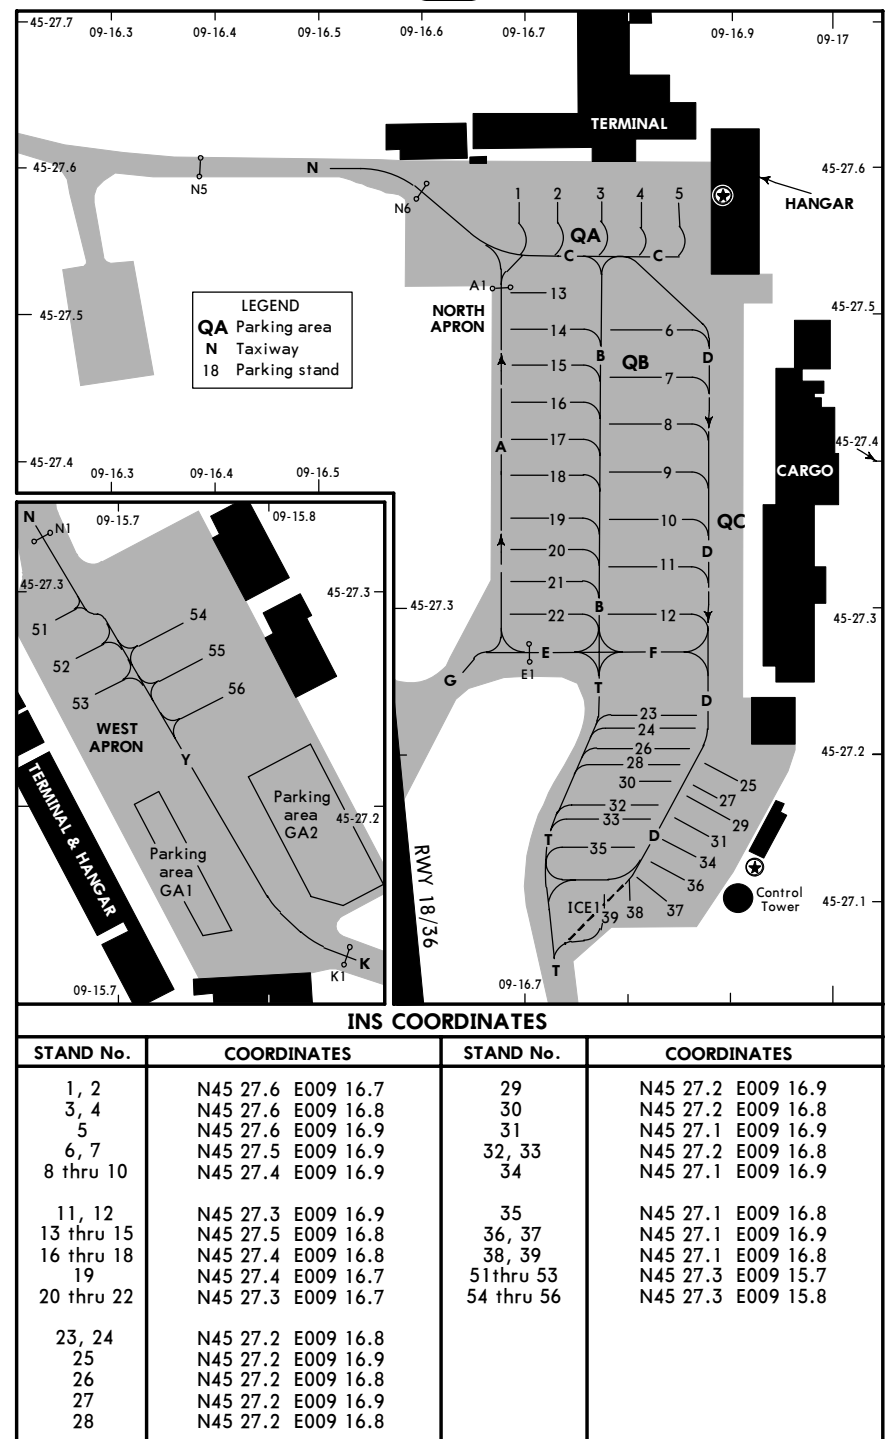 45-27.7
09-16.3
09-16.4
09-16.5
09-16.6
09-16.7
09-16.9
09-17
TERMINAL
45-27.6
N
45-27.6
N5
N6
1
2
3
4
5
HANGAR
QA
C
C
A1
13
LEGEND
QA Parking area
N Taxiway
18 Parking stand
NORTH
APRON
45-27.5
45-27.5
14
6
B
D
QB
15
7
16
8
17
A
45-27.4
45-27.4
09-16.3
09-16.4
09-16.5
18
9
CARGO
19
10
QC
20
D
11
21
B
22
12
45-27.3
45-27.3
E
F
G
E1
T
D
23
24
26
28
30
25
27
45-27.2
32
33
29
31
T
D
35
34
36
Control
Tower
ICE1
39
38
37
45-27.1
T
09-16.7
RWY 18/36
N
N1
09-15.7
09-15.8
45-27.3
45-27.3
51
52
53
54
55
56
WEST
APRON
Y
TERMINAL & HANGAR
Parking
area
GA2
45-27.2
Parking
area
GA1
K1
K
09-15.7
INS COORDINATES
STAND No. COORDINATES STAND No. COORDINATES
1, 2 N45 27.6 E009 16.7 29 N45 27.2 E009 16.9
3, 4 N45 27.6 E009 16.8 30 N45 27.2 E009 16.8
5 N45 27.6 E009 16.9 31 N45 27.1 E009 16.9
6, 7 N45 27.5 E009 16.9 32, 33 N45 27.2 E009 16.8
8 thru 10 N45 27.4 E009 16.9 34 N45 27.1 E009 16.9
11, 12 N45 27.3 E009 16.9 35 N45 27.1 E009 16.8
13 thru 15 N45 27.5 E009 16.8 36, 37 N45 27.1 E009 16.9
16 thru 18 N45 27.4 E009 16.8 38, 39 N45 27.1 E009 16.8
19 N45 27.4 E009 16.7 51thru 53 N45 27.3 E009 15.7
20 thru 22 N45 27.3 E009 16.7 54 thru 56 N45 27.3 E009 15.8
23, 24 N45 27.2 E009 16.8
25 N45 27.2 E009 16.9
26 N45 27.2 E009 16.8
27 N45 27.2 E009 16.9
28 N45 27.2 E009 16.8